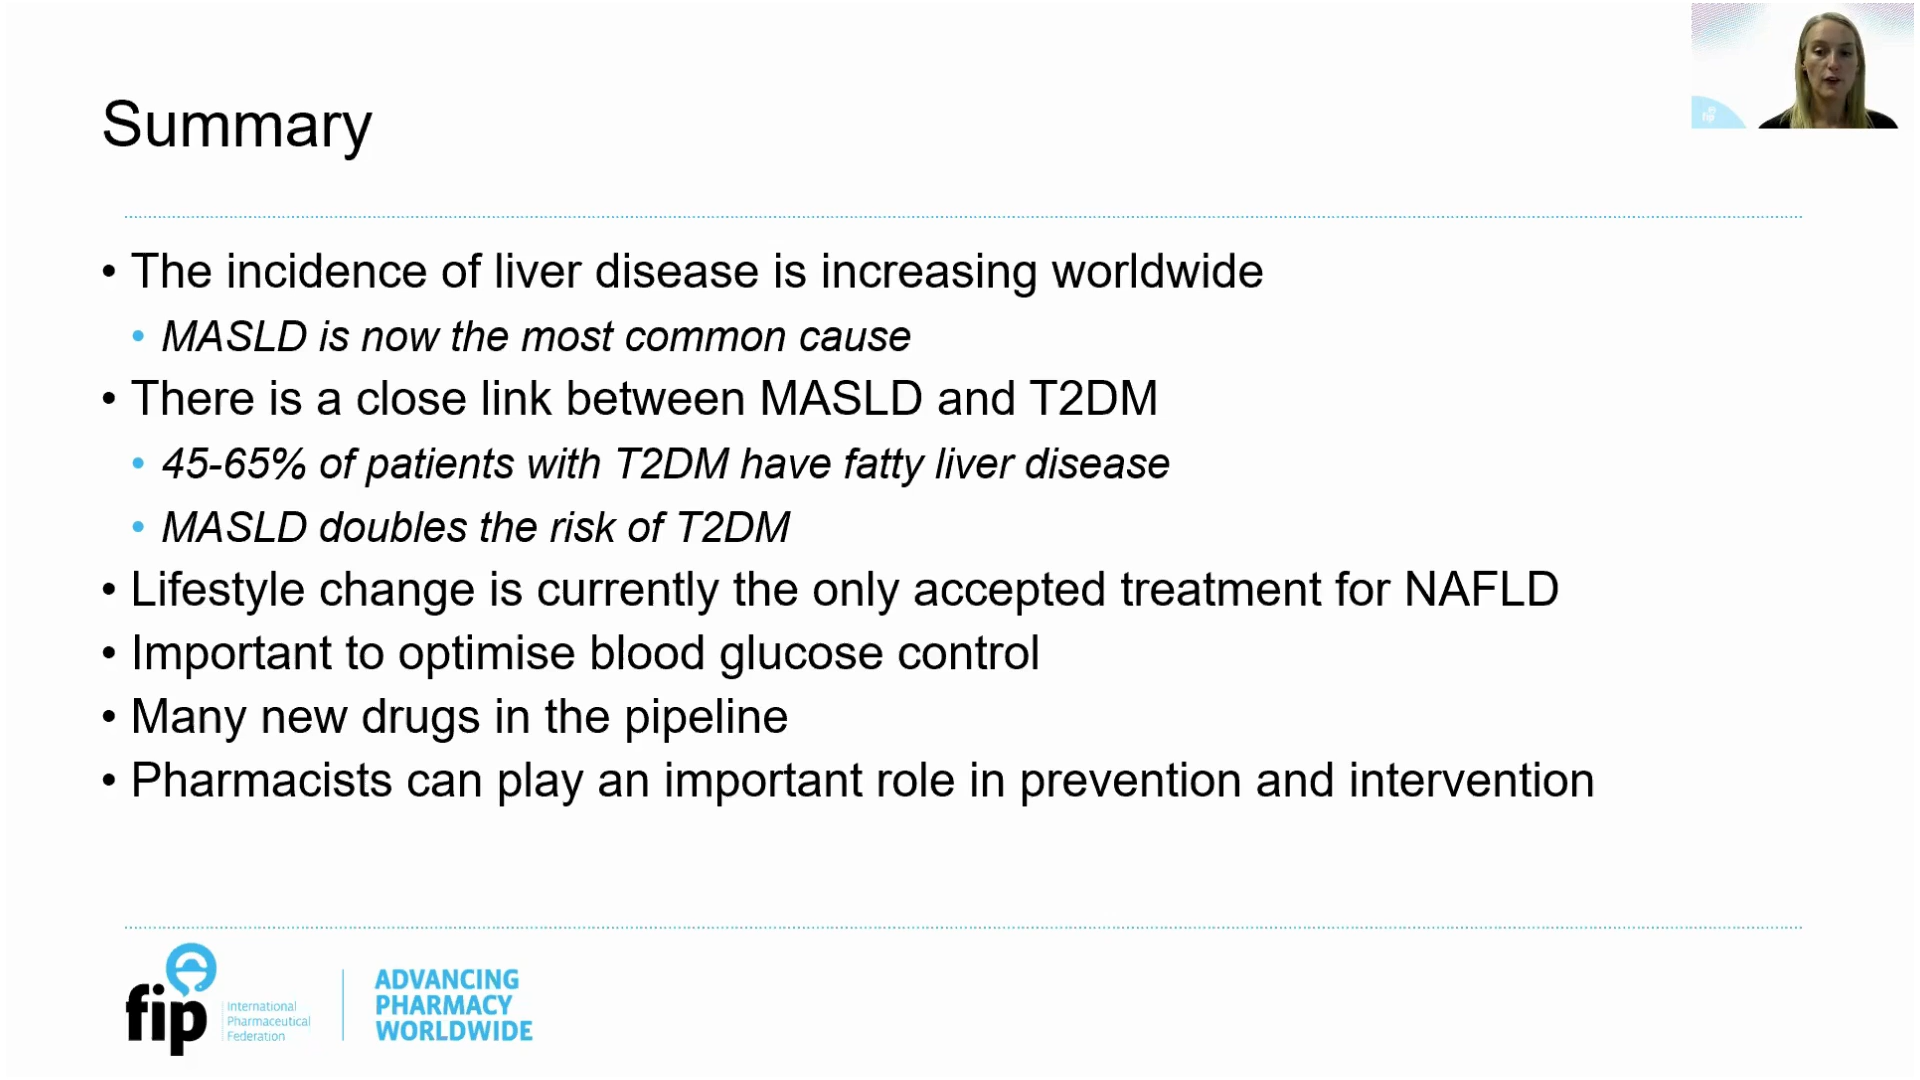 Summary
• The incidence of liver disease is increasing worldwide
• MASLD is now the most common cause
• There is a close link between MASLD and T2DM
• 45-65% of patients with T2DM have fatty liver disease
• MASLD doubles the risk of T2DM
• Lifestyle change is currently the only accepted treatment for NAFLD
• Important to optimise blood glucose control
• Many new drugs in the pipeline
• Pharmacists can play an important role in prevention and intervention
fip
International
Pharmaceutical
Federation
ADVANCING
PHARMACY
WORLDWIDE
fip